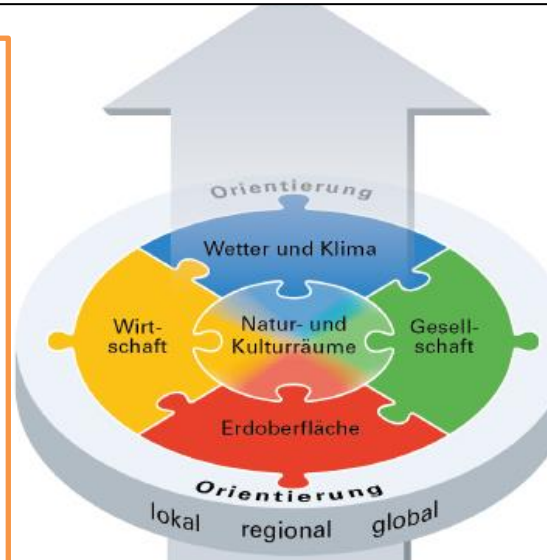 Orientierung
Wetter und Klima
Wirt-
schaft
Natur- und
Kulturräume
Gesell-
schaft
Erdoberfläche
Orientierung
lokal regional global